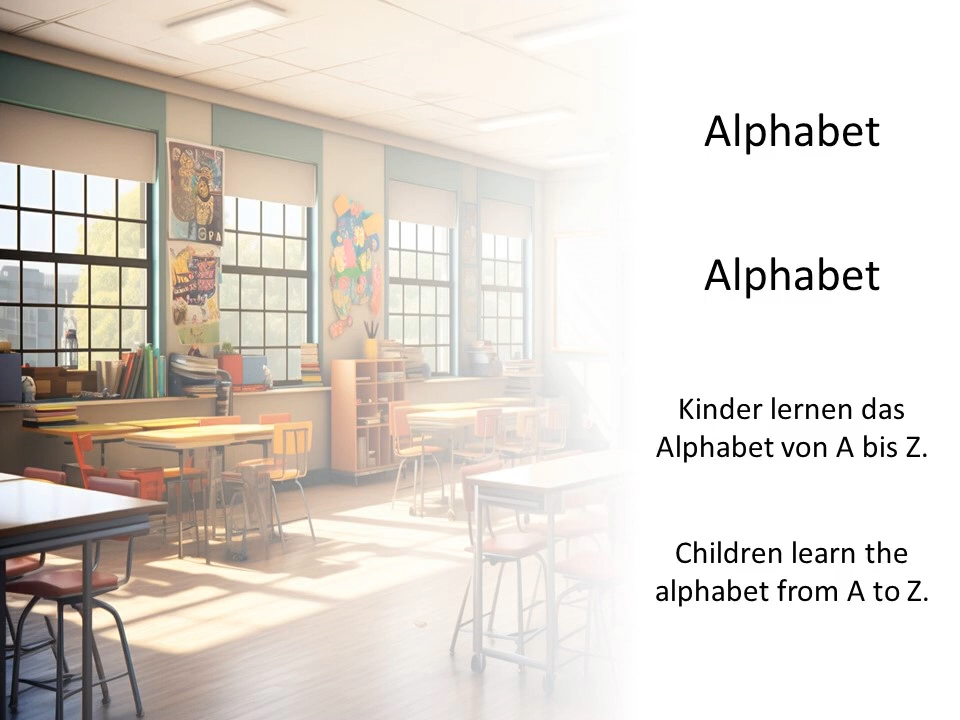 Alphabet
Alphabet
Kinder lernen das
Alphabet von A bis Z.
Children learn the
alphabet from A to Z.